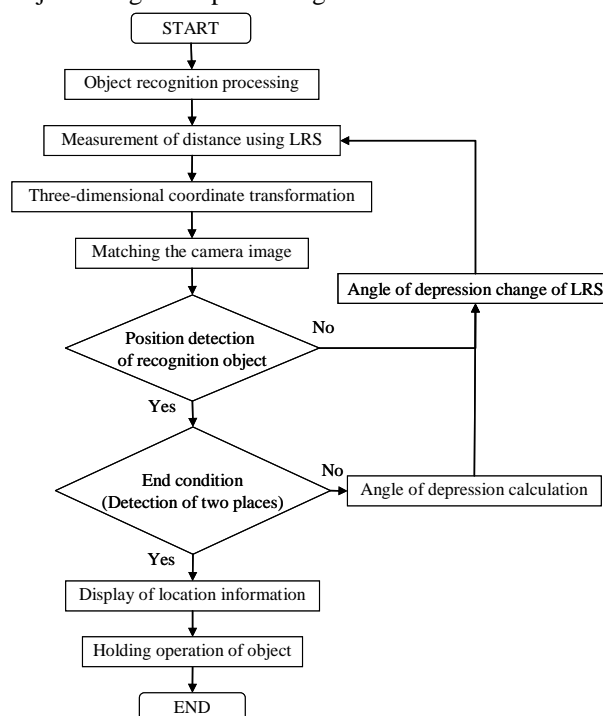 START
Object recognition processing
Measurement of distance using LRS
Three-dimensional coordinate transformation
Matching the camera image
Angle of depression change of LRS
No
Position detection
of recognition object
Yes
No
End condition
(Detection of two places)
Angle of depression calculation
Yes
Display of location information
Holding operation of object
END